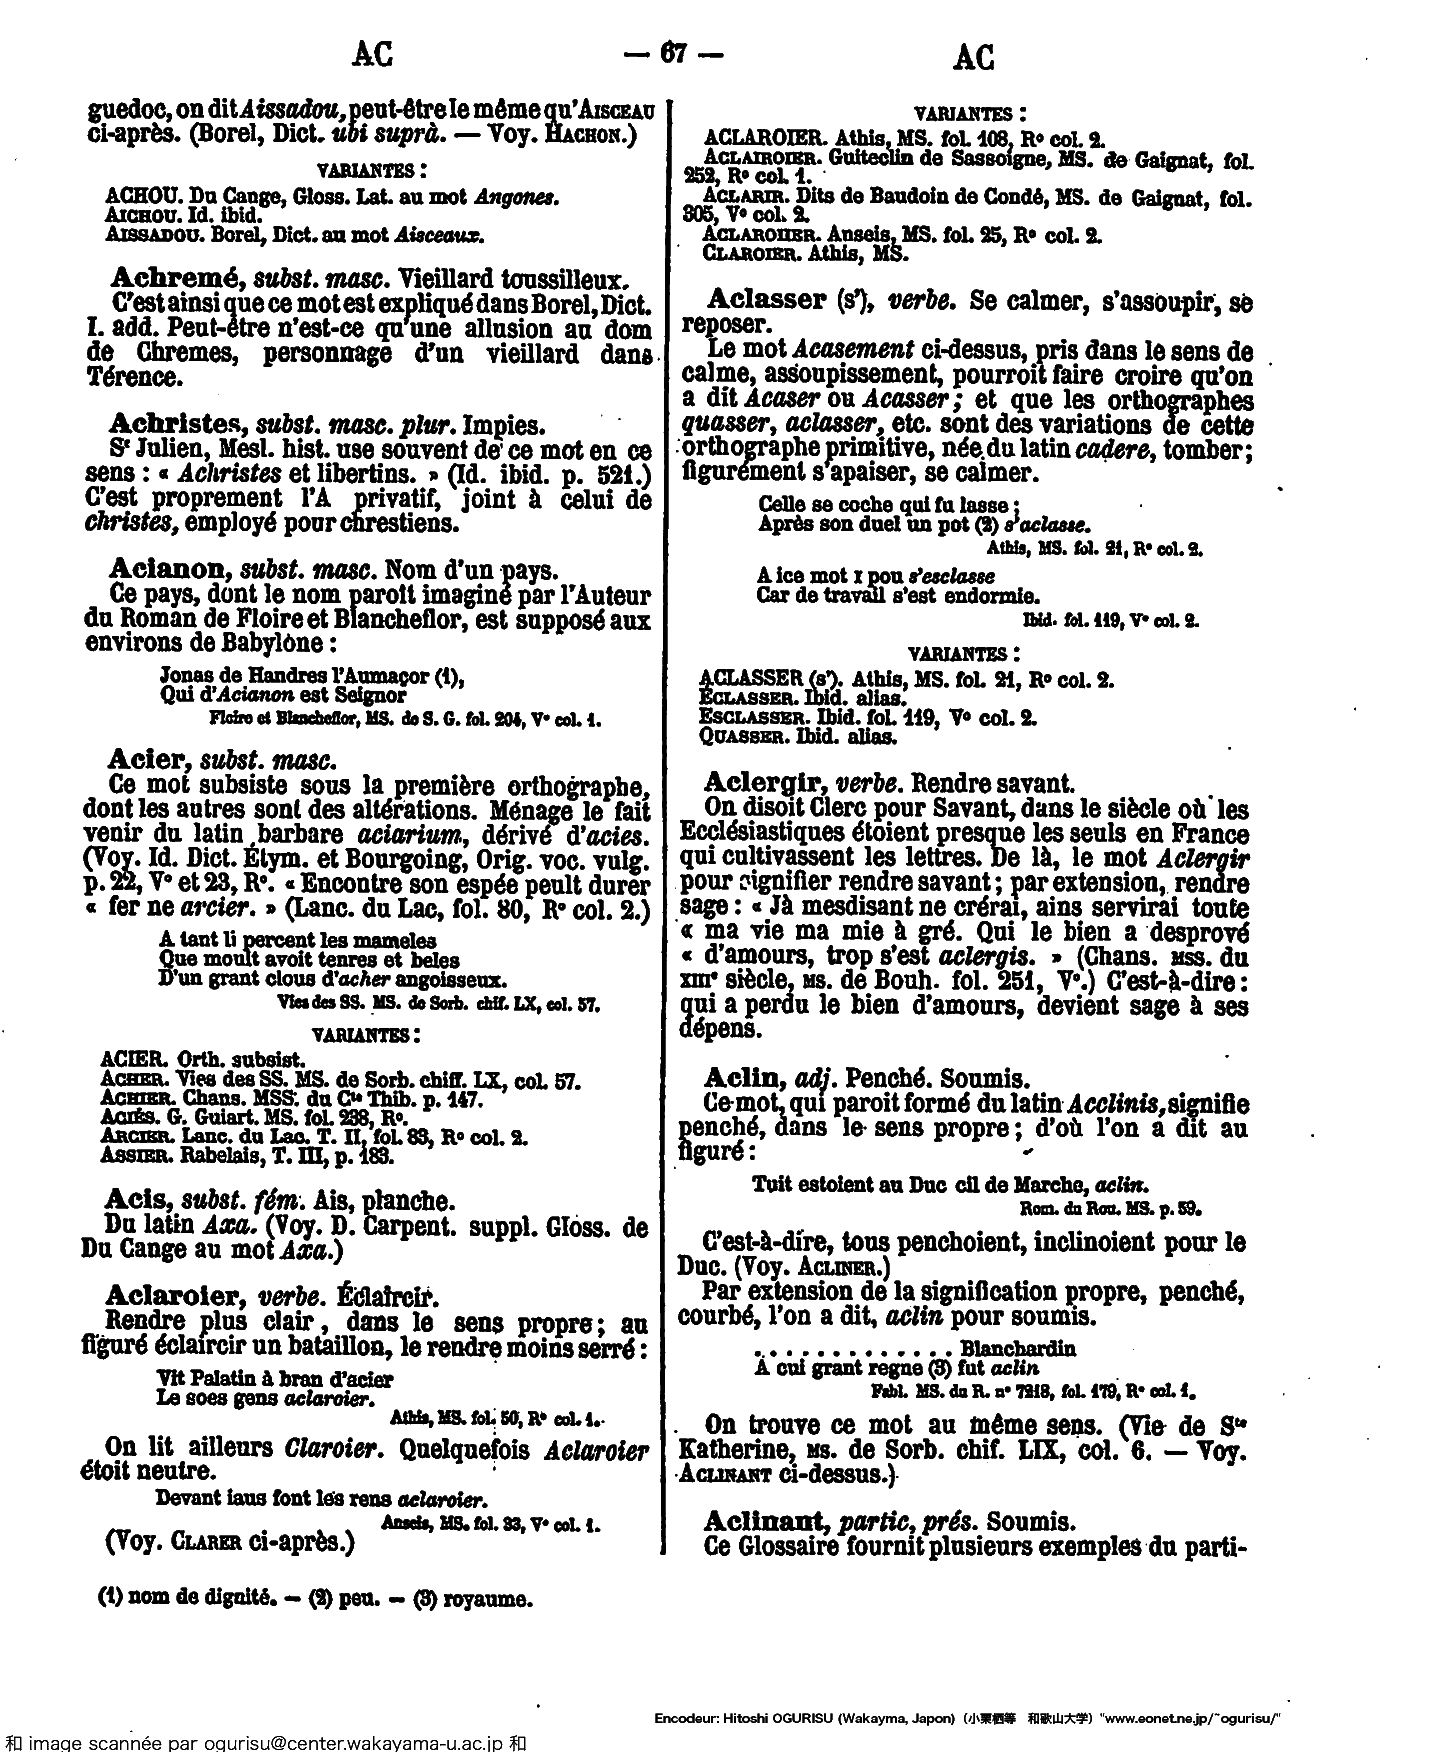 AC
— 67 —
AC
guedoc, on dit Aissadou, peut-être le même qu'AISCEAU
ci-après. (Borel, Dict. ubi suprà. — Voy. HACHON.)
VARIANTES :
ACHOU. Du Cange, Gloss. Lat. au mot Angones.
AICHOU. Id. ibid.
AISSADOU. Borel, Dict. au mot Aisceaux.
Achremé, subst. masc. Vieillard toussilleux.
C'est ainsi que ce mot est expliqué dans Borel, Dict.
I. add. Peut-être n'est-ce qu'une allusion au dom
de Chremes, personnage d'un vieillard dans
Térence.
Achristes, subst. masc. plur. Impies.
St Julien, Mesl. hist. use souvent de ce mot en ce
sens : « Achristes et libertins. » (Id. ibid. p. 521.)
C'est proprement l'A privatif, joint à celui de
christes, employé pour chrestiens.
Acianon, subst. masc. Nom d'un pays.
Ce pays, dont le nom paroît imaginé par l'Auteur
du Roman de Floire et Blancheflor, est supposé aux
environs de Babylone :
Jonas de Handres l'Aumaçor (1),
Qui d'Acianon est Seignor
Floire et Blancheflor, MS. de S. G. fol. 204, Vo col. 1.
Acier, subst. masc.
Ce mot subsiste sous la première orthographe,
dont les autres sont des altérations. Ménage le fait
venir du latin barbare aciarium, dérivé d'acies.
(Voy. Id. Dict. Étym. et Bourgoing, Orig. voc. vulg.
p. 22, Vo et 23, Ro. « Encontre son espée peult durer
« fer ne arcier. » (Lanc. du Lac, fol. 80, Ro col. 2.)
A tant li percent les mameles
Que moult avoit tenres et beles
D'un grant clous d'acher angoisseux.
Vies des SS. MS. de Sorb. chif. LX, col. 57.
VARIANTES :
ACIER. Orth. subsist.
ACHER. Vies des SS. MS. de Sorb. chiff. LX, col. 57.
ACHIER. Chans. MSS. du Cte Thib. p. 147.
ACIÉS. G. Guiart. MS. fol. 238, Ro.
ARCIER. Lanc. du Lac. T. II, fol. 83, Ro col. 2.
ASSIER. Rabelais, T. III, p. 183.
Acis, subst. fém. Ais, planche.
Du latin Axa. (Voy. D. Carpent. suppl. Gloss. de
Du Cange au mot Axa.)
Aclaroier, verbe. Éclaircir.
Rendre plus clair, dans le sens propre ; au
figuré éclaircir un bataillon, le rendre moins serré :
Vit Palatin à bran d'acier
Le soes gens aclaroier.
Athis, MS. fol. 50, Ro col. 1.
On lit ailleurs Claroier. Quelquefois Aclaroier
étoit neutre.
Devant iaus font les rens aclaroier.
Anseis, MS. fol. 33, Vo col. 1.
(Voy. CLARER ci-après.)
VARIANTES :
ACLAROIER. Athis, MS. fol. 108, Ro col. 2.
ACLAIROIER. Guiteclin de Sassoigne, MS. de Gaignat, fol.
252, Ro col. 1.
ACLARIR. Dits de Baudoin de Condé, MS. de Gaignat, fol.
305, Vo col. 2.
ACLAROIIER. Anseis, MS. fol. 25, Ro col. 2.
CLAROIER. Athis, MS.
Aclasser (s'), verbe. Se calmer, s'assoupir, se
reposer.
Le mot Acasement ci-dessus, pris dans le sens de
calme, assoupissement, pourroit faire croire qu'on
a dit Acaser ou Acasser ; et que les orthographes
quasser, aclasser, etc. sont des variations de cette
orthographe primitive, née du latin cadere, tomber ;
figurément s'apaiser, se calmer.
Celle se coche qui fu lasse ;
Après son duel un pot (2) s'aclasse.
Athis, MS. fol. 21, Ro col. 2.
A ice mot I pou s'esclasse
Car de travail s'est endormie.
Ibid. fol. 119, Vo col. 2.
VARIANTES :
ACLASSER (s'). Athis, MS. fol. 21, Ro col. 2.
ECLASSER. Ibid. alias.
ESCLASSER. Ibid. fol. 119, Vo col. 2.
QUASSER. Ibid. alias.
Aclergir, verbe. Rendre savant.
On disoit Clerc pour Savant, dans le siècle où les
Ecclésiastiques étoient presque les seuls en France
qui cultivassent les lettres. De là, le mot Aclergir
pour signifier rendre savant ; par extension, rendre
sage : « Jà mesdisant ne crérai, ains servirai toute
« ma vie ma mie à gré. Qui le bien a desprové
« d'amours, trop s'est aclergis. » (Chans. MSS. du
XIIIe siècle, MS. de Bouh. fol. 251, Vo.) C'est-à-dire :
qui a perdu le bien d'amours, devient sage à ses
dépens.
Aclin, adj. Penché. Soumis.
Ce mot, qui paroit formé du latin Acclinis, signifie
penché, dans le sens propre ; d'où l'on a dit au
figuré :
Tuit estoient au Duc cil de Marche, aclin.
Rom. du Rou. MS. p. 59.
C'est-à-dire, tous penchoient, inclinoient pour le
Duc. (Voy. ACLINER.)
Par extension de la signification propre, penché,
courbé, l'on a dit, aclin pour soumis.
. . . . . . . . . . . . . Blanchardin
A cui grant regne (3) fut aclin
Fabl. MS. du R. no 7218, fol. 179, Ro col. 1.
On trouve ce mot au même sens. (Vie de Ste
Katherine, MS. de Sorb. chif. LIX, col. 6. — Voy.
ACLINANT ci-dessus.)
Aclinant, partic. prés. Soumis.
Ce Glossaire fournit plusieurs exemples du parti-
(1) nom de dignité. — (2) peu. — (3) royaume.
Encodeur: Hitoshi OGURISU (Wakayma, Japon)（小栗栖等　和歌山大学）"www.eonet.ne.jp/~ogurisu/"
和 image scannée par ogurisu@center.wakayama-u.ac.jp 和